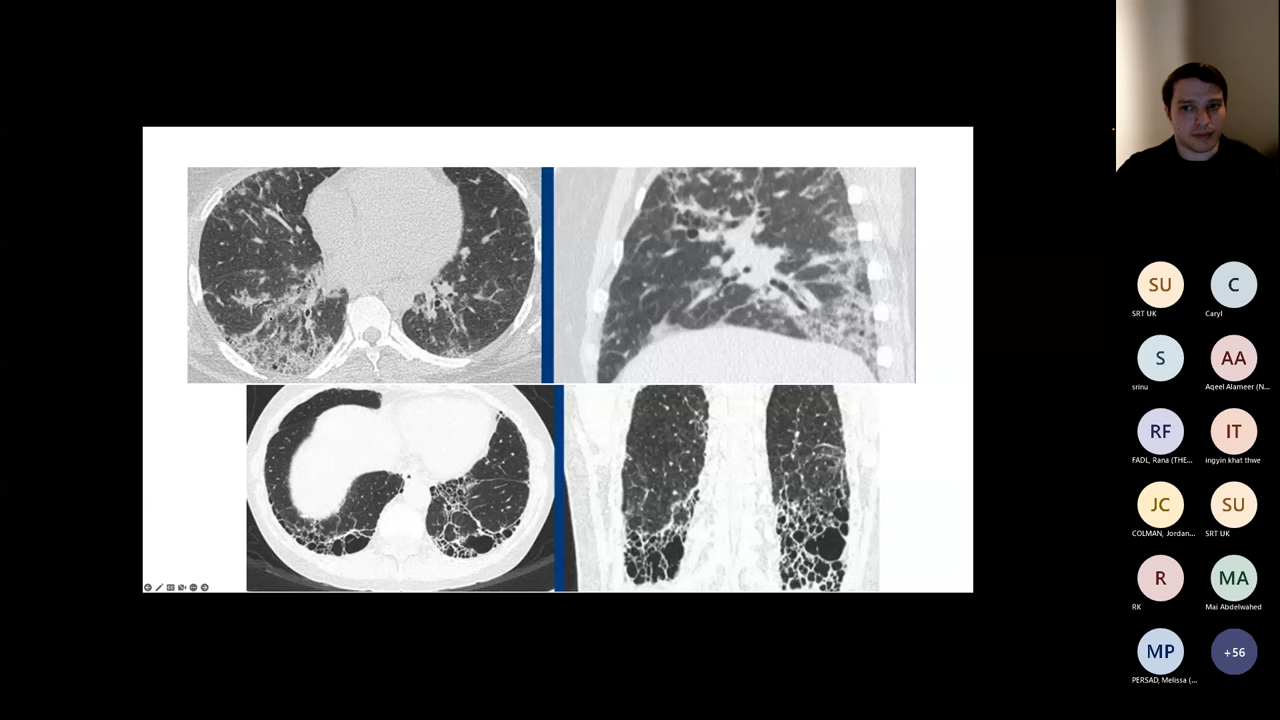 SU
C
SRT UK
Caryl
S
AA
srinu
Aqeel Alameer (N...
RF
IT
FADL, Rana (THE...
ingyin khat thwe
JC
SU
COLMAN, Jordan...
SRT UK
R
MA
RK
Mai Abdelwahed
MP
+56
PERSAD, Melissa (...